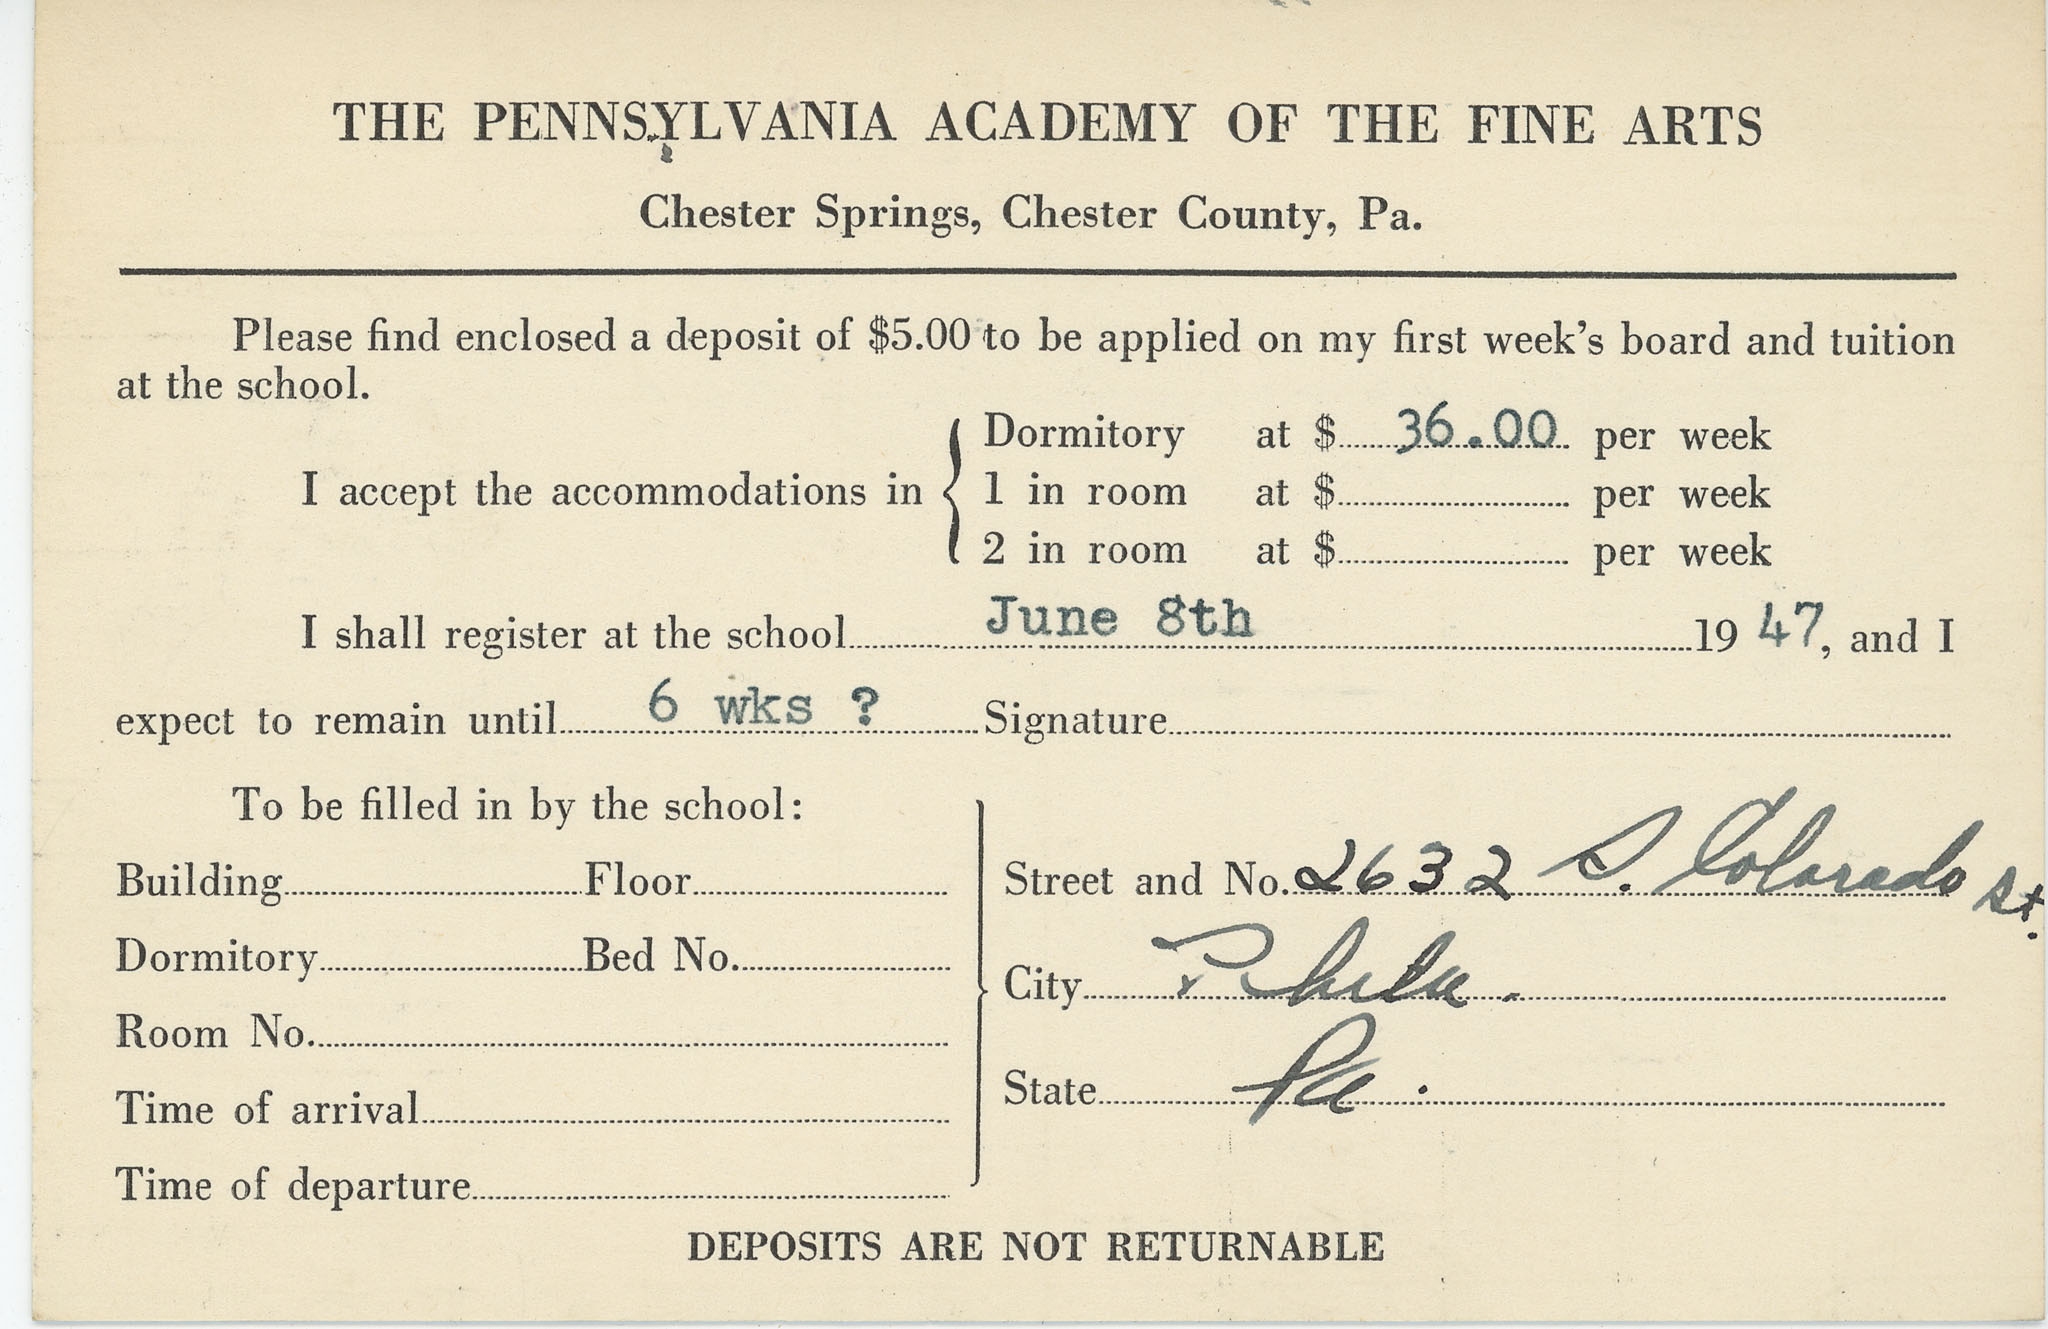 THE PENNSYLVANIA ACADEMY OF THE FINE ARTS
Chester Springs, Chester County, Pa.
Please find enclosed a deposit of $5.00 to be applied on my first week's board and tuition
at the school.
I accept the accommodations in
Dormitory at $ 36.00 per week
1 in room at $ per week
2 in room at $ per week
I shall register at the school June 8th 19 47, and I
expect to remain until 6 wks ? Signature
To be filled in by the school:
Building Floor
Dormitory Bed No.
Room No.
Time of arrival
Time of departure
Street and No. 2632 S. Colorado St.
City Phila.
State Pa.
DEPOSITS ARE NOT RETURNABLE